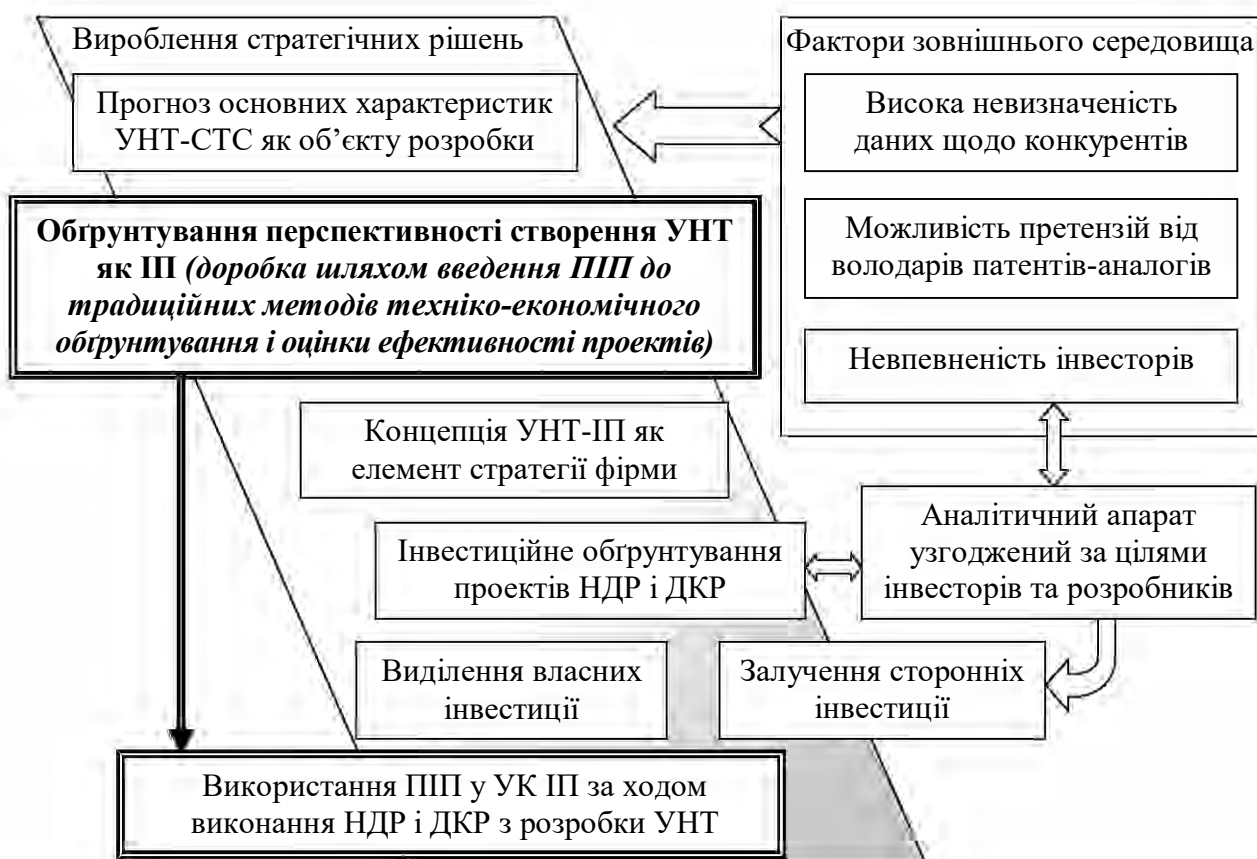 Вироблення стратегічних рішень
Прогноз основних характеристик
УНТ-СТС як об’єкту розробки
Обґрунтування перспективності створення УНТ
як ІП (доробка шляхом введення ПІП до
традиційних методів техніко-економічного
обґрунтування і оцінки ефективності проектів)
Концепція УНТ-ІП як
елемент стратегії фірми
Інвестиційне обґрунтування
проектів НДР і ДКР
Виділення власних
інвестиції
Залучення сторонніх
інвестиції
Використання ПІП у УК ІП за ходом
виконання НДР і ДКР з розробки УНТ
Фактори зовнішнього середовища
Висока невизначеність
даних щодо конкурентів
Можливість претензій від
володарів патентів-аналогів
Невпевненість інвесторів
Аналітичний апарат
узгоджений за цілями
інвесторів та розробників